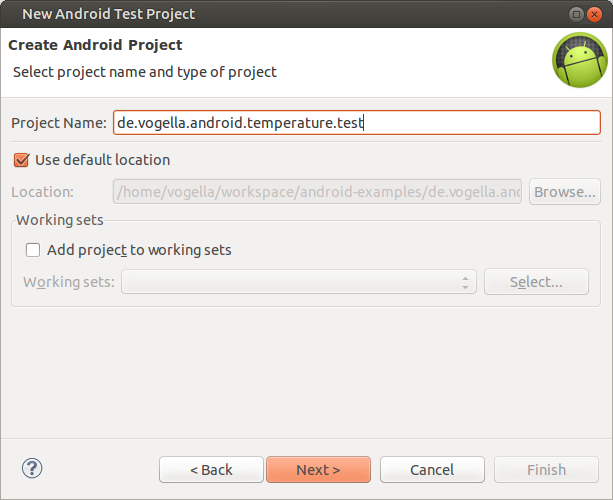 New Android Test Project
Create Android Project
Select project name and type of project
Project Name: de.vogella.android.temperature.test
Use default location
Location: /home/vogella/workspace/android-examples/de.vogella.and Browse...
Working sets
Add project to working sets
Working sets: Select...
? < Back Next > Cancel Finish